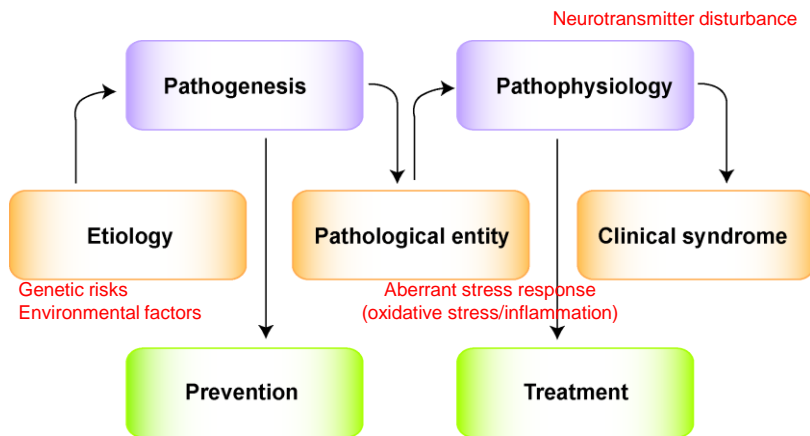 Neurotransmitter disturbance
Pathogenesis
Pathophysiology
Etiology
Pathological entity
Clinical syndrome
Genetic risks
Environmental factors
Aberrant stress response
(oxidative stress/inflammation)
Prevention
Treatment